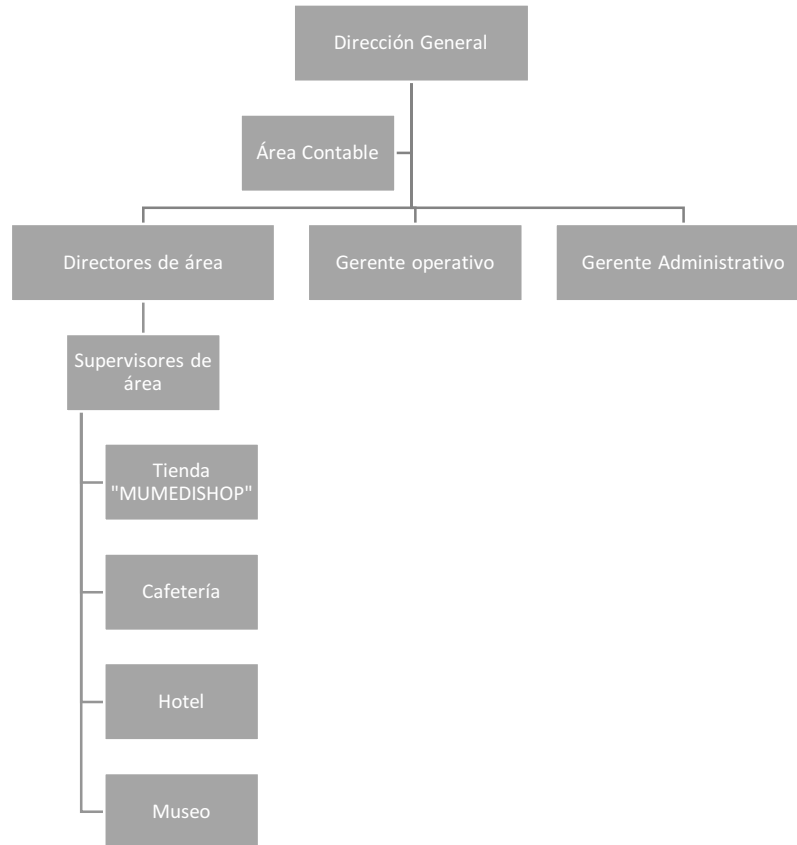 Dirección General
Área Contable
Directores de área
Gerente operativo
Gerente Administrativo
Supervisores de
área
Tienda
"MUMEDISHOP"
Cafetería
Hotel
Museo